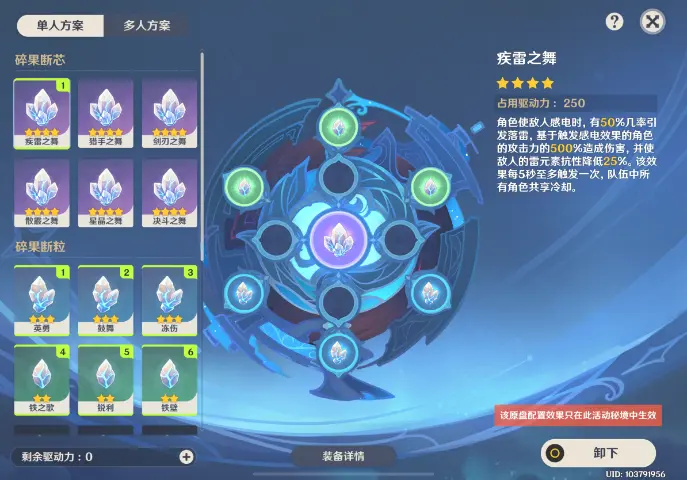 单人方案
多人方案
?
碎果断芯
1
疾雷之舞
猎手之舞
剑刃之舞
散霰之舞
星晶之舞
决斗之舞
碎果断粒
1
2
3
英勇
鼓舞
冻伤
4
5
6
铁之歌
锐利
铁壁
剩余驱动力：0
装备详情
疾雷之舞
占用驱动力：250
角色使敌人感电时，有50%几率引
发落雷，基于触发感电效果的角色
的攻击力的500%造成伤害，并使
敌人的雷元素抗性降低25%。该效
果每5秒至多触发一次，队伍中所
有角色共享冷却。
该原盘配置效果只在此活动秘境中生效
卸下
UID: 103791956